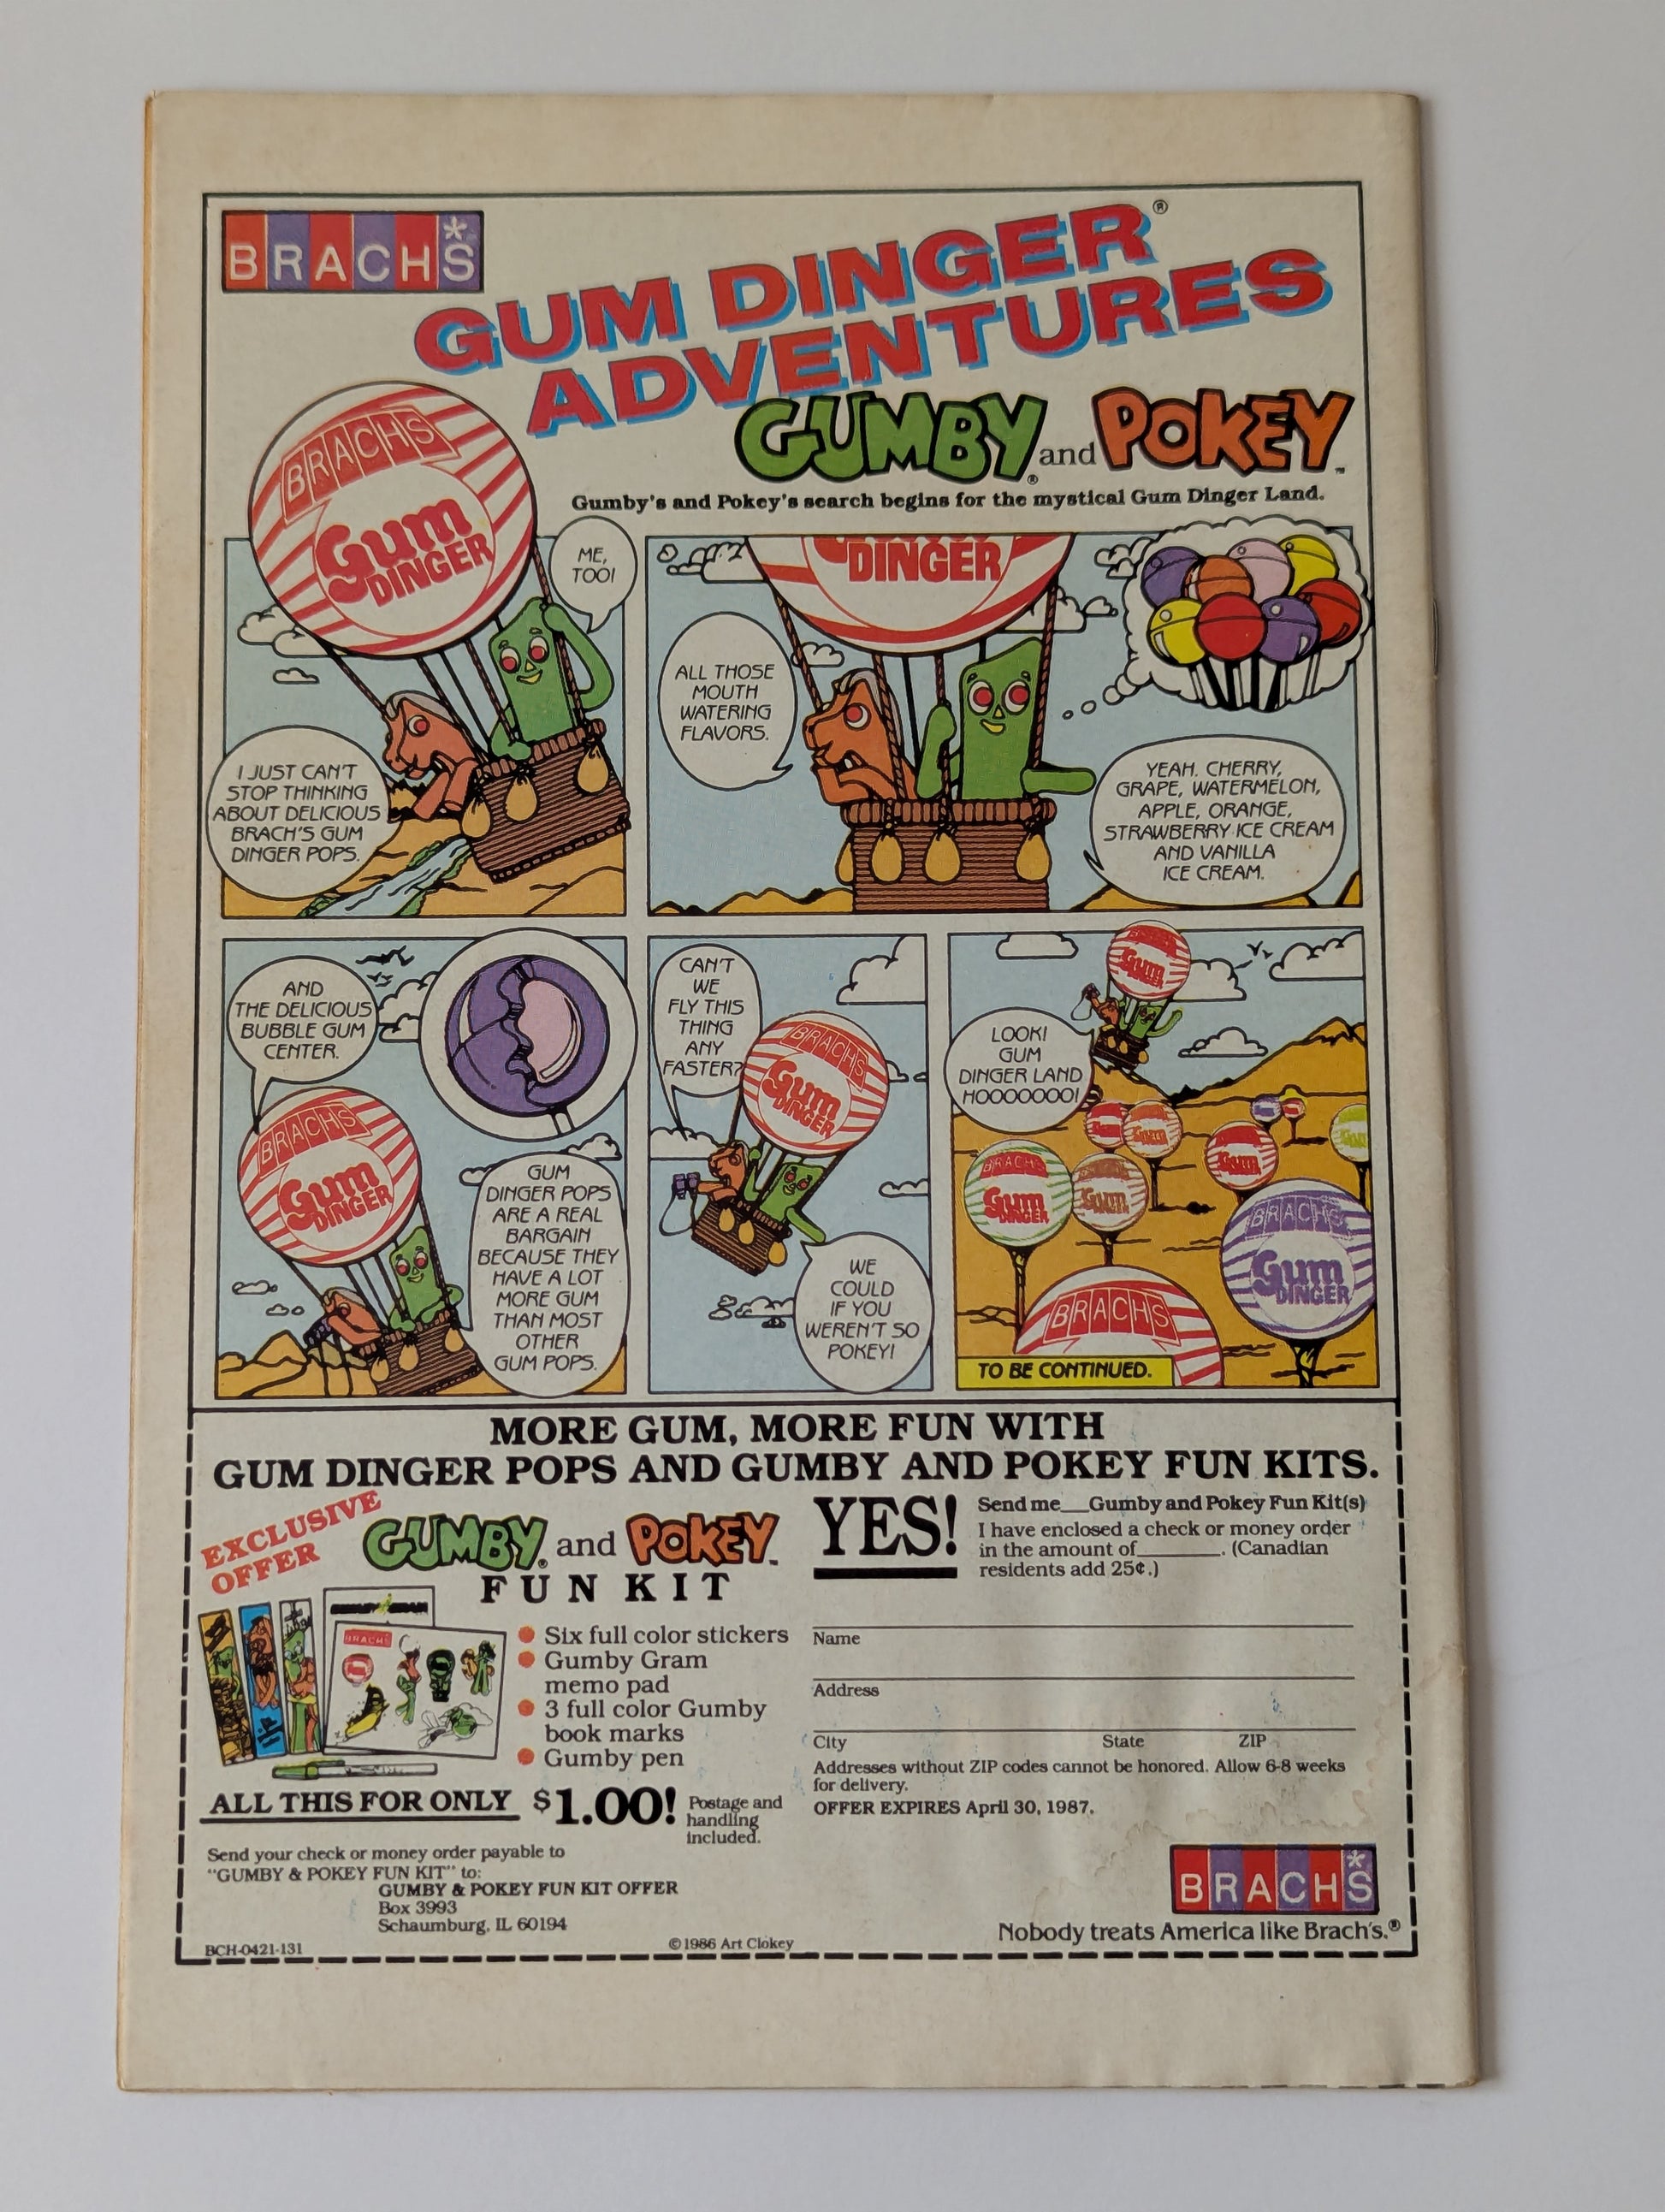 BRACH'S
GUM DINGER®
ADVENTURES
GUMBY® and POKEY™
Gumby's and Pokey's search begins for the mystical Gum Dinger Land.
BRACHS
Gum
DINGER
ME,
TOO!
I JUST CAN'T
STOP THINKING
ABOUT DELICIOUS
BRACH'S GUM
DINGER POPS.
DINGER
ALL THOSE
MOUTH
WATERING
FLAVORS.
YEAH. CHERRY,
GRAPE, WATERMELON,
APPLE, ORANGE,
STRAWBERRY ICE CREAM
AND VANILLA
ICE CREAM.
AND
THE DELICIOUS
BUBBLE GUM
CENTER.
BRACHS
Gum
DINGER
GUM
DINGER POPS
ARE A REAL
BARGAIN
BECAUSE THEY
HAVE A LOT
MORE GUM
THAN MOST
OTHER
GUM POPS.
CAN'T
WE
FLY THIS
THING
ANY
FASTER?
BRACHS
Gum
DINGER
WE
COULD
IF YOU
WEREN'T SO
POKEY!
BRACHS
Gum
DINGER
LOOK!
GUM
DINGER LAND
HOOOOOOO!
BRACHS
Gum
DINGER
Gum
Gum
BRACHS
Gum
DINGER
BRACHS
TO BE CONTINUED.
MORE GUM, MORE FUN WITH
GUM DINGER POPS AND GUMBY AND POKEY FUN KITS.
EXCLUSIVE
OFFER
GUMBY® and POKEY™
FUN KIT
BRACHS
• Six full color stickers
• Gumby Gram
memo pad
• 3 full color Gumby
book marks
• Gumby pen
ALL THIS FOR ONLY $1.00! Postage and
handling
included.
Send your check or money order payable to
"GUMBY & POKEY FUN KIT" to:
GUMBY & POKEY FUN KIT OFFER
Box 3993
Schaumburg, IL 60194
BCH-0421-131
© 1986 Art Clokey
YES!
Send me__Gumby and Pokey Fun Kit(s)
I have enclosed a check or money order
in the amount of_______. (Canadian
residents add 25¢.)
Name
Address
City State ZIP
Addresses without ZIP codes cannot be honored. Allow 6-8 weeks
for delivery.
OFFER EXPIRES April 30, 1987.
BRACH'S
Nobody treats America like Brach's.®